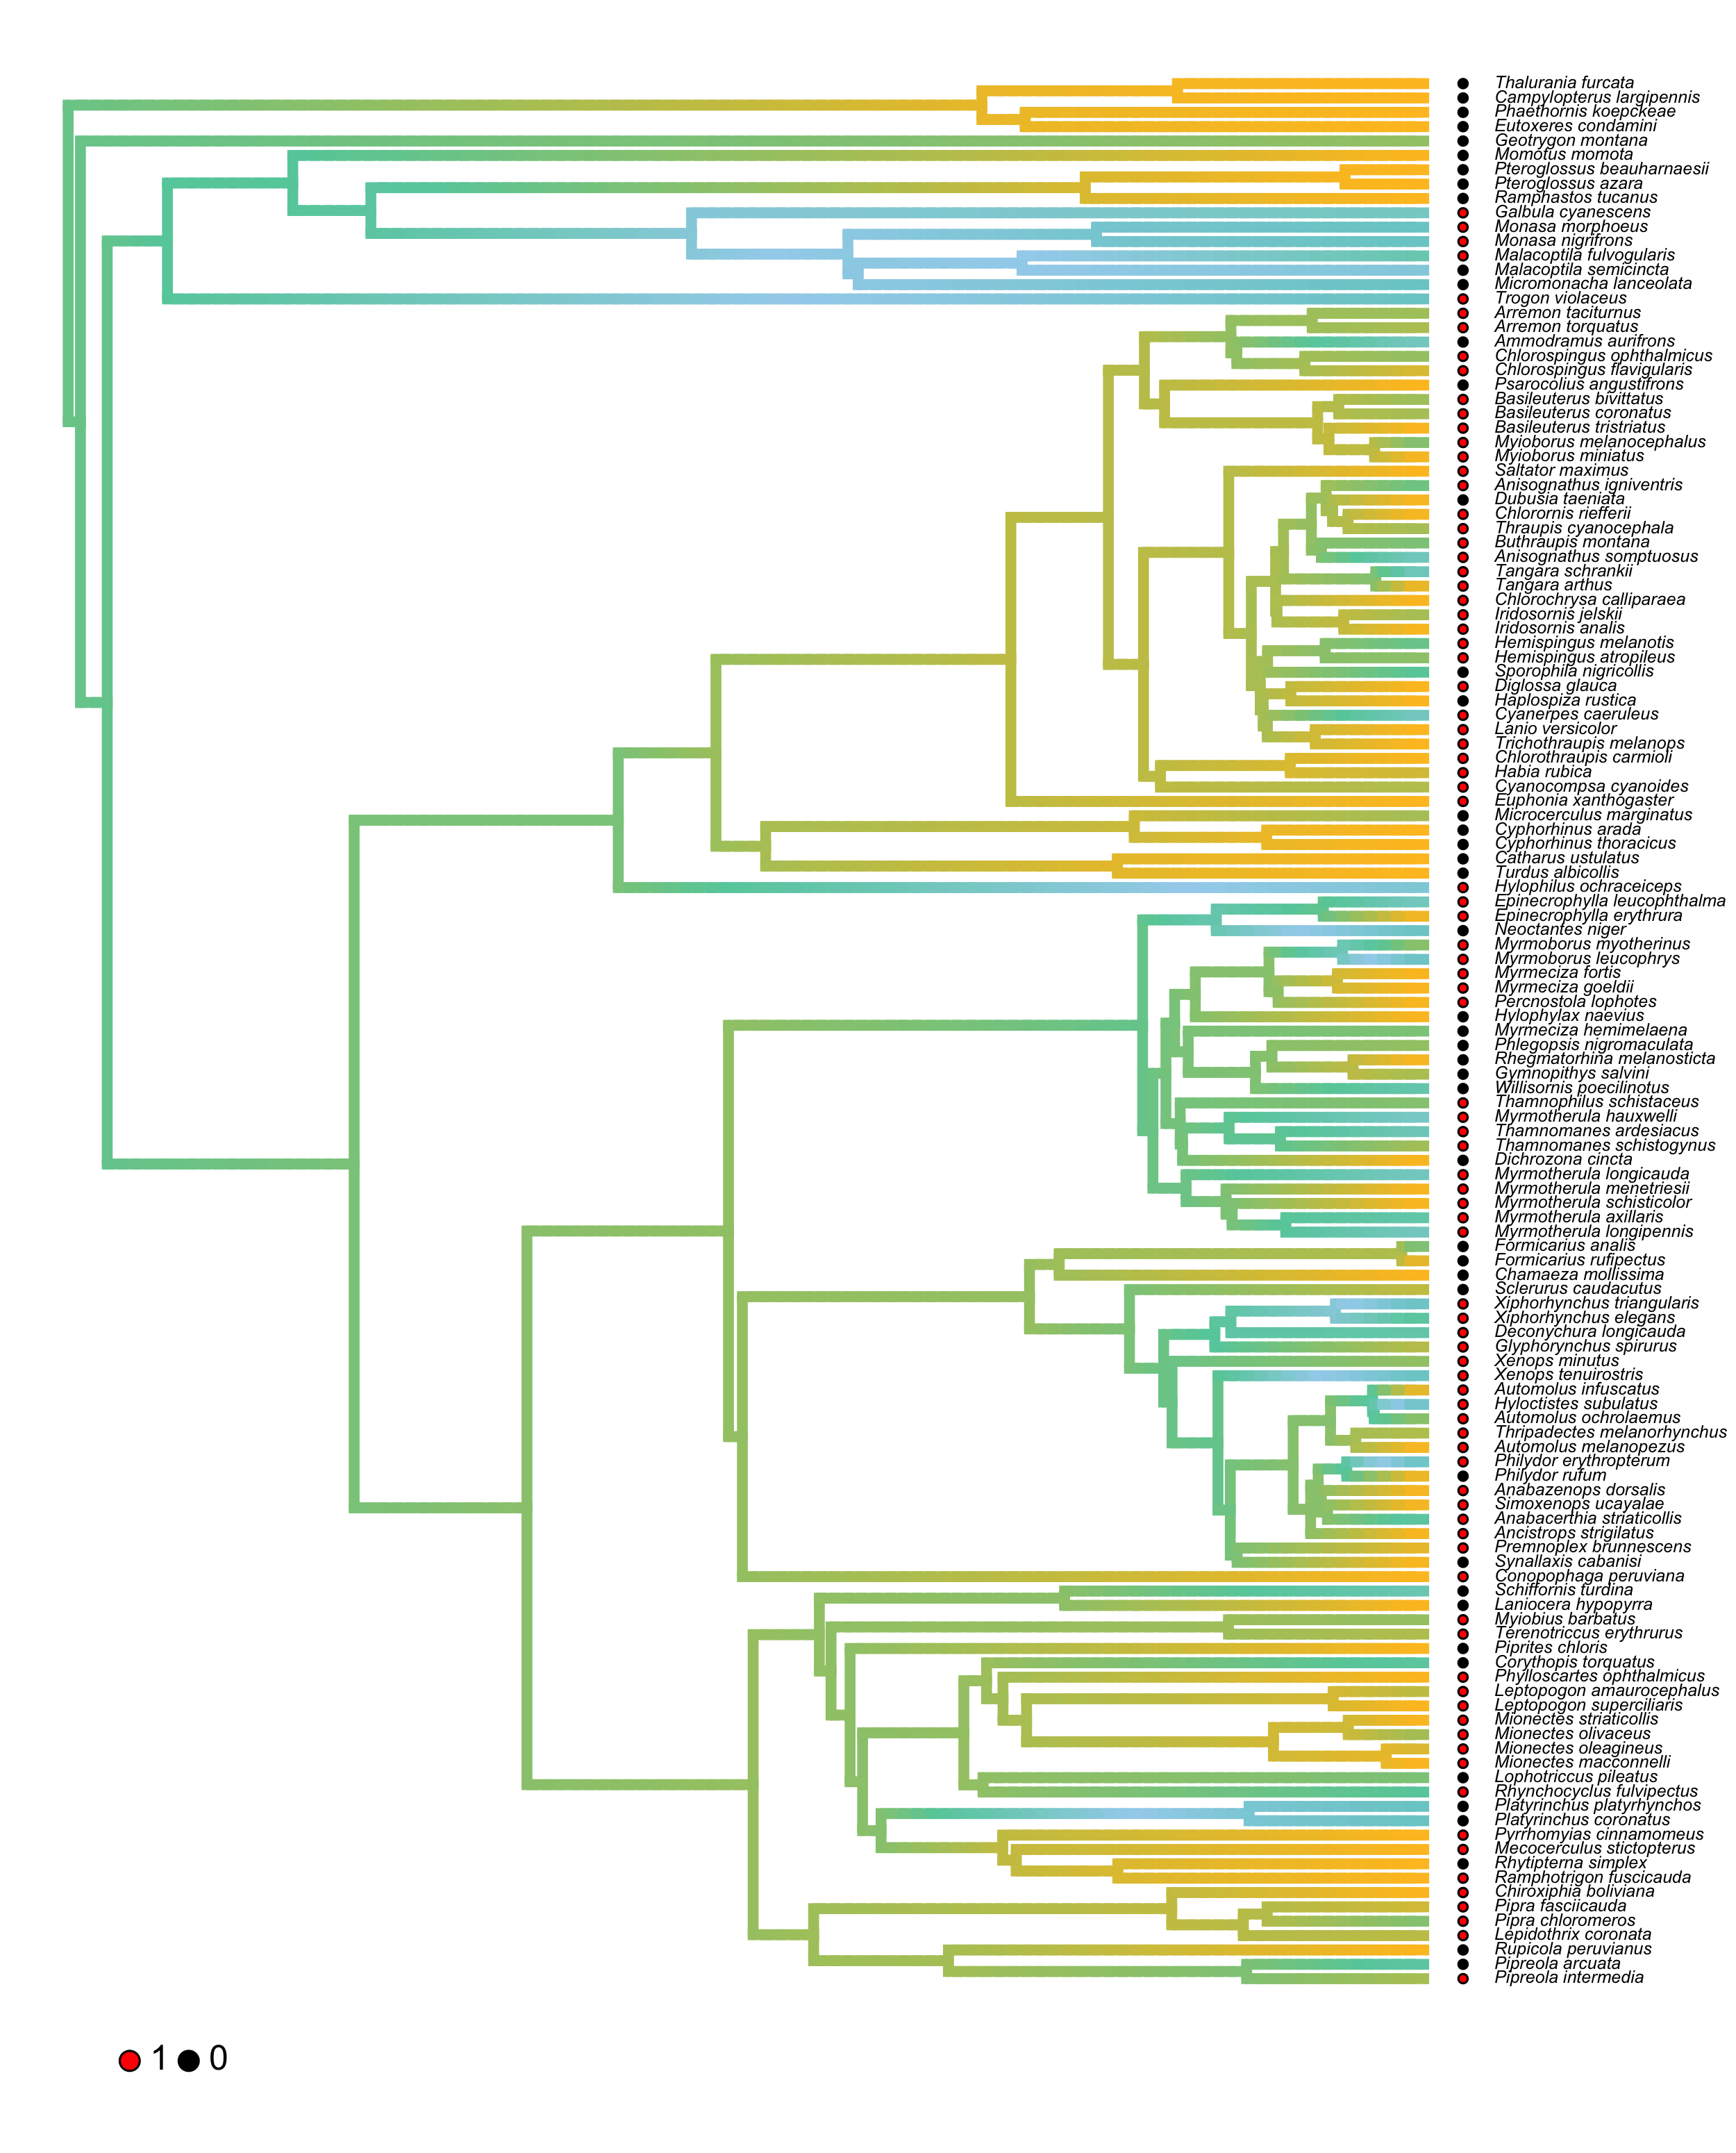 Thalurania furcata
Campylopterus largipennis
Phaethornis koepckeae
Eutoxeres condamini
Geotrygon montana
Momotus momota
Pteroglossus beauharnaesii
Pteroglossus azara
Ramphastos tucanus
Galbula cyanescens
Monasa morphoeus
Monasa nigrifrons
Malacoptila fulvogularis
Malacoptila semicincta
Micromonacha lanceolata
Trogon violaceus
Arremon taciturnus
Arremon torquatus
Ammodramus aurifrons
Chlorospingus ophthalmicus
Chlorospingus flavigularis
Psarocolius angustifrons
Basileuterus bivittatus
Basileuterus coronatus
Basileuterus tristriatus
Myioborus melanocephalus
Myioborus miniatus
Saltator maximus
Anisognathus igniventris
Dubusia taeniata
Chlorornis riefferii
Thraupis cyanocephala
Buthraupis montana
Anisognathus somptuosus
Tangara schrankii
Tangara arthus
Chlorochrysa calliparaea
Iridosornis jelskii
Iridosornis analis
Hemispingus melanotis
Hemispingus atropileus
Sporophila nigricollis
Diglossa glauca
Haplospiza rustica
Cyanerpes caeruleus
Lanio versicolor
Trichothraupis melanops
Chlorothraupis carmioli
Habia rubica
Cyanocompsa cyanoides
Euphonia xanthogaster
Microcerculus marginatus
Cyphorhinus arada
Cyphorhinus thoracicus
Catharus ustulatus
Turdus albicollis
Hylophilus ochraceiceps
Epinecrophylla leucophthalma
Epinecrophylla erythrura
Neoctantes niger
Myrmoborus myotherinus
Myrmoborus leucophrys
Myrmeciza fortis
Myrmeciza goeldii
Percnostola lophotes
Hylophylax naevius
Myrmeciza hemimelaena
Phlegopsis nigromaculata
Rhegmatorhina melanosticta
Gymnopithys salvini
Willisornis poecilinotus
Thamnophilus schistaceus
Myrmotherula hauxwelli
Thamnomanes ardesiacus
Thamnomanes schistogynus
Dichrozona cincta
Myrmotherula longicauda
Myrmotherula menetriesii
Myrmotherula schisticolor
Myrmotherula axillaris
Myrmotherula longipennis
Formicarius analis
Formicarius rufipectus
Chamaeza mollissima
Sclerurus caudacutus
Xiphorhynchus triangularis
Xiphorhynchus elegans
Deconychura longicauda
Glyphorynchus spirurus
Xenops minutus
Xenops tenuirostris
Automolus infuscatus
Hyloctistes subulatus
Automolus ochrolaemus
Thripadectes melanorhynchus
Automolus melanopezus
Philydor erythropterum
Philydor rufum
Anabazenops dorsalis
Simoxenops ucayalae
Anabacerthia striaticollis
Ancistrops strigilatus
Premnoplex brunnescens
Synallaxis cabanisi
Conopophaga peruviana
Schiffornis turdina
Laniocera hypopyrra
Myiobius barbatus
Terenotriccus erythrurus
Piprites chloris
Corythopis torquatus
Phylloscartes ophthalmicus
Leptopogon amaurocephalus
Leptopogon superciliaris
Mionectes striaticollis
Mionectes olivaceus
Mionectes oleagineus
Mionectes macconnelli
Lophotriccus pileatus
Rhynchocyclus fulvipectus
Platyrinchus platyrhynchos
Platyrinchus coronatus
Pyrrhomyias cinnamomeus
Mecocerculus stictopterus
Rhytipterna simplex
Ramphotrigon fuscicauda
Chiroxiphia boliviana
Pipra fasciicauda
Pipra chloromeros
Lepidothrix coronata
Rupicola peruvianus
Pipreola arcuata
Pipreola intermedia
1 0